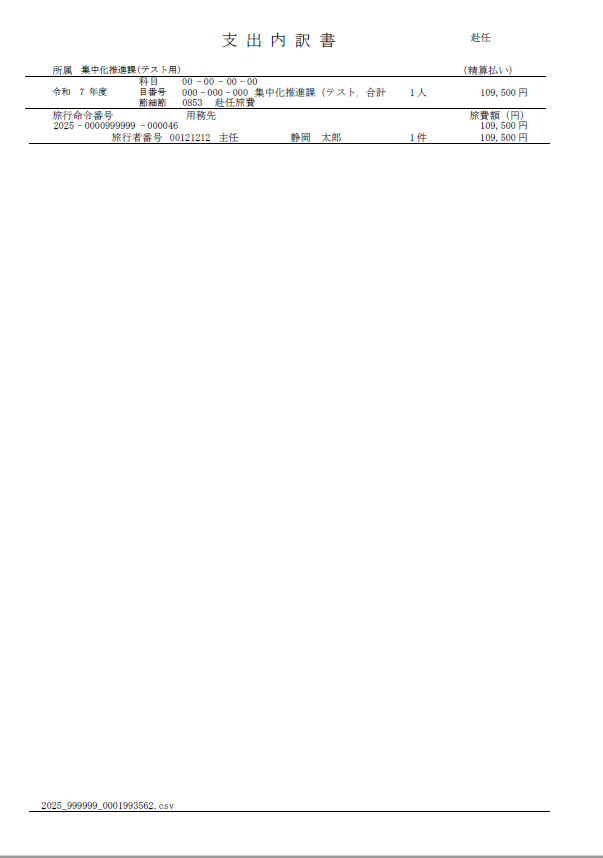 支出内訳書 赴任
所属 集中化推進課(テスト用) (精算払い)
科目 00-00-00-00
令和 7 年度 目番号 000-000-000 集中化推進課(テスト. 合計 1人 109,500円
節細節 0853 赴任旅費
旅行命令番号 用務先 旅費額(円)
2025-0000999999-000046 109,500円
旅行者番号 00121212 主任 静岡 太郎 1件 109,500円
2025_999999_0001993562.csv